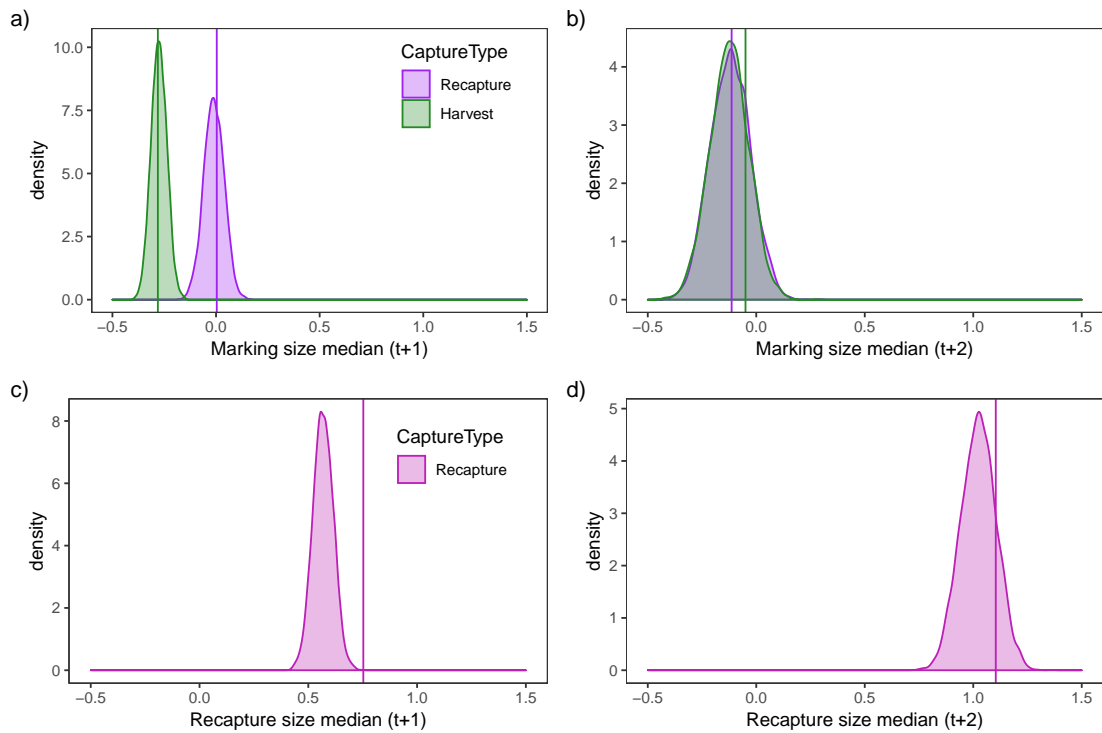 a)
CaptureType
Recapture
Harvest
10.0
7.5
5.0
2.5
0.0
density
−0.5 0.0 0.5 1.0 1.5
Marking size median (t+1)
b)
4
3
2
1
0
density
−0.5 0.0 0.5 1.0 1.5
Marking size median (t+2)
c)
CaptureType
Recapture
8
6
4
2
0
density
−0.5 0.0 0.5 1.0 1.5
Recapture size median (t+1)
d)
5
4
3
2
1
0
density
−0.5 0.0 0.5 1.0 1.5
Recapture size median (t+2)